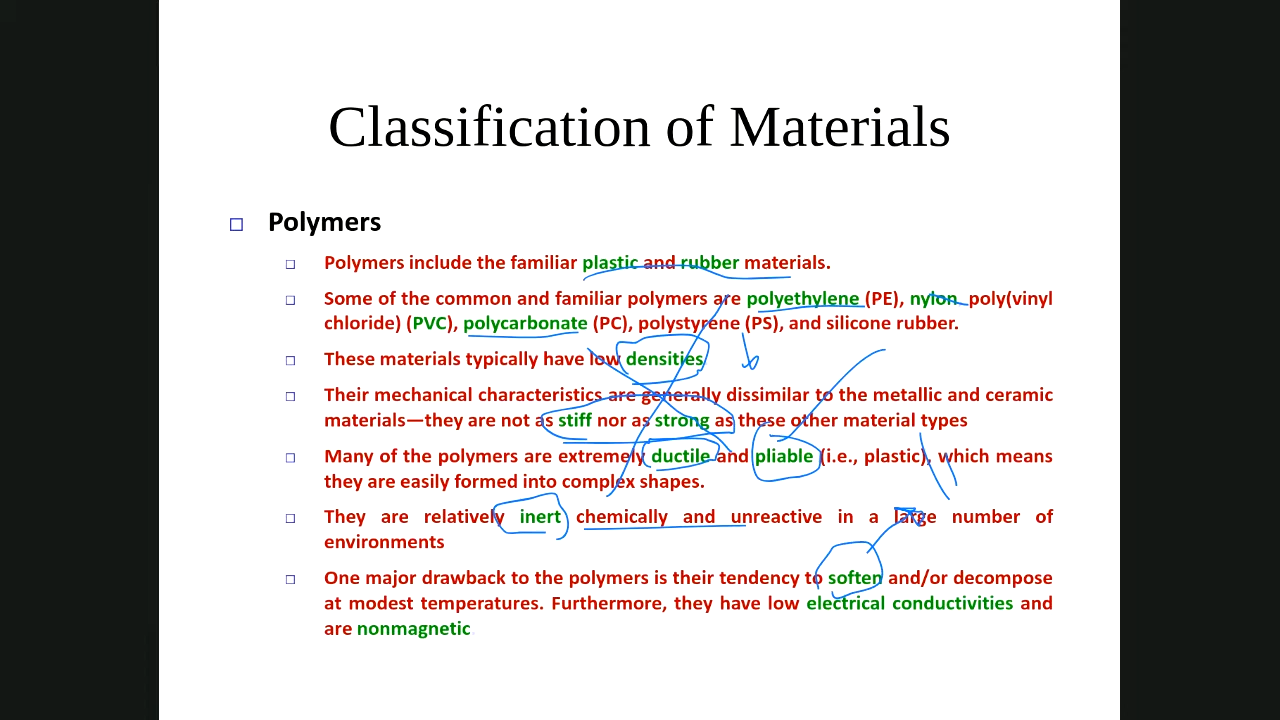 Classification of Materials
Polymers
Polymers include the familiar plastic and rubber materials.
Some of the common and familiar polymers are polyethylene (PE), nylon poly(vinyl
chloride) (PVC), polycarbonate (PC), polystyrene (PS), and silicone rubber.
These materials typically have low densities
Their mechanical characteristics are generally dissimilar to the metallic and ceramic
materials—they are not as stiff nor as strong as these other material types
Many of the polymers are extremely ductile and pliable (i.e., plastic), which means
they are easily formed into complex shapes.
They are relatively inert chemically and unreactive in a large number of
environments
One major drawback to the polymers is their tendency to soften and/or decompose
at modest temperatures. Furthermore, they have low electrical conductivities and
are nonmagnetic